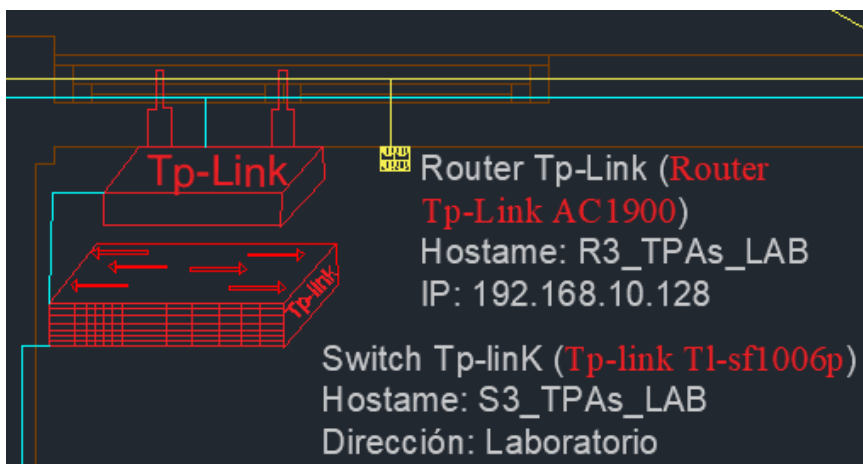 Tp-Link
Router Tp-Link (Router
Tp-Link AC1900)
Hostame: R3_TPAs_LAB
IP: 192.168.10.128
Tp-link
Switch Tp-linK (Tp-link Tl-sf1006p)
Hostame: S3_TPAs_LAB
Dirección: Laboratorio